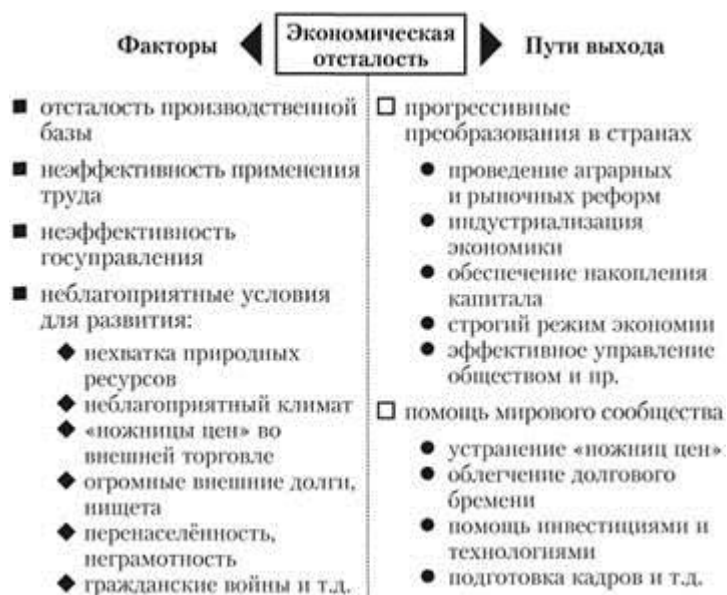 Факторы
Экономическая
отсталость
Пути выхода
■ отсталость производственной
базы
■ неэффективность применения
труда
■ неэффективность
госуправления
■ неблагоприятные условия
для развития:
◆ нехватка природных
ресурсов
◆ неблагоприятный климат
◆ «ножницы цен» во
внешней торговле
◆ огромные внешние долги,
нищета
◆ перенаселённость,
неграмотность
◆ гражданские войны и т.д.
□ прогрессивные
преобразования в странах
● проведение аграрных
и рыночных реформ
● индустриализация
экономики
● обеспечение накопления
капитала
● строгий режим экономии
● эффективное управление
обществом и пр.
□ помощь мирового сообщества
● устранение «ножниц цен»
● облегчение долгового
бремени
● помощь инвестициями и
технологиями
● подготовка кадров и т.д.